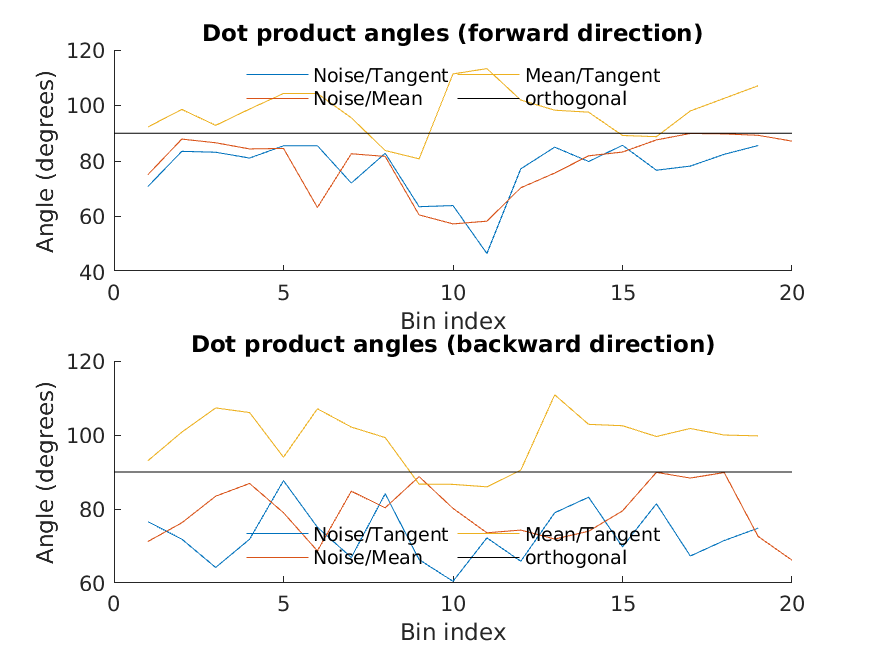 Dot product angles (forward direction)
120
100
80
60
40
Angle (degrees)
Noise/Tangent
Mean/Tangent
Noise/Mean
orthogonal
0 5 10 15 20
Bin index
Dot product angles (backward direction)
120
100
80
60
Angle (degrees)
Noise/Tangent
Mean/Tangent
Noise/Mean
orthogonal
0 5 10 15 20
Bin index